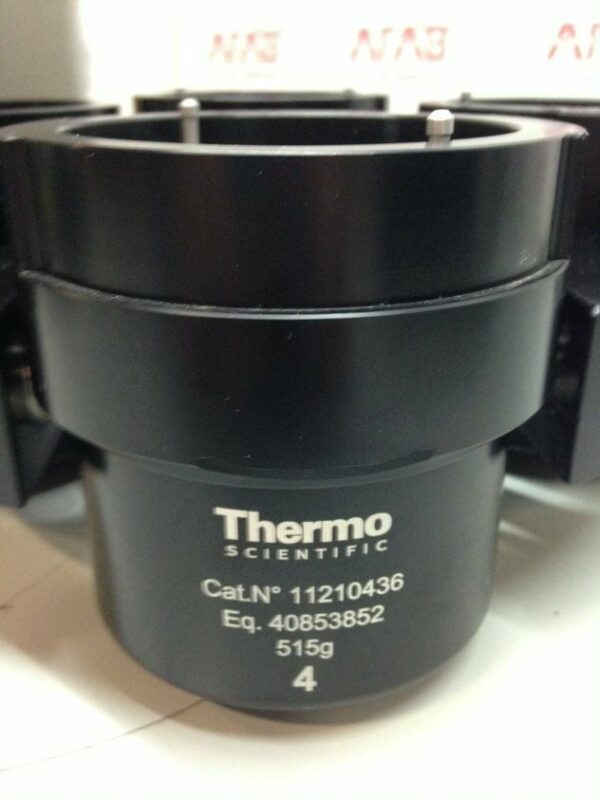 Thermo
SCIENTIFIC
Cat.N° 11210436
Eq. 40853852
515g
4